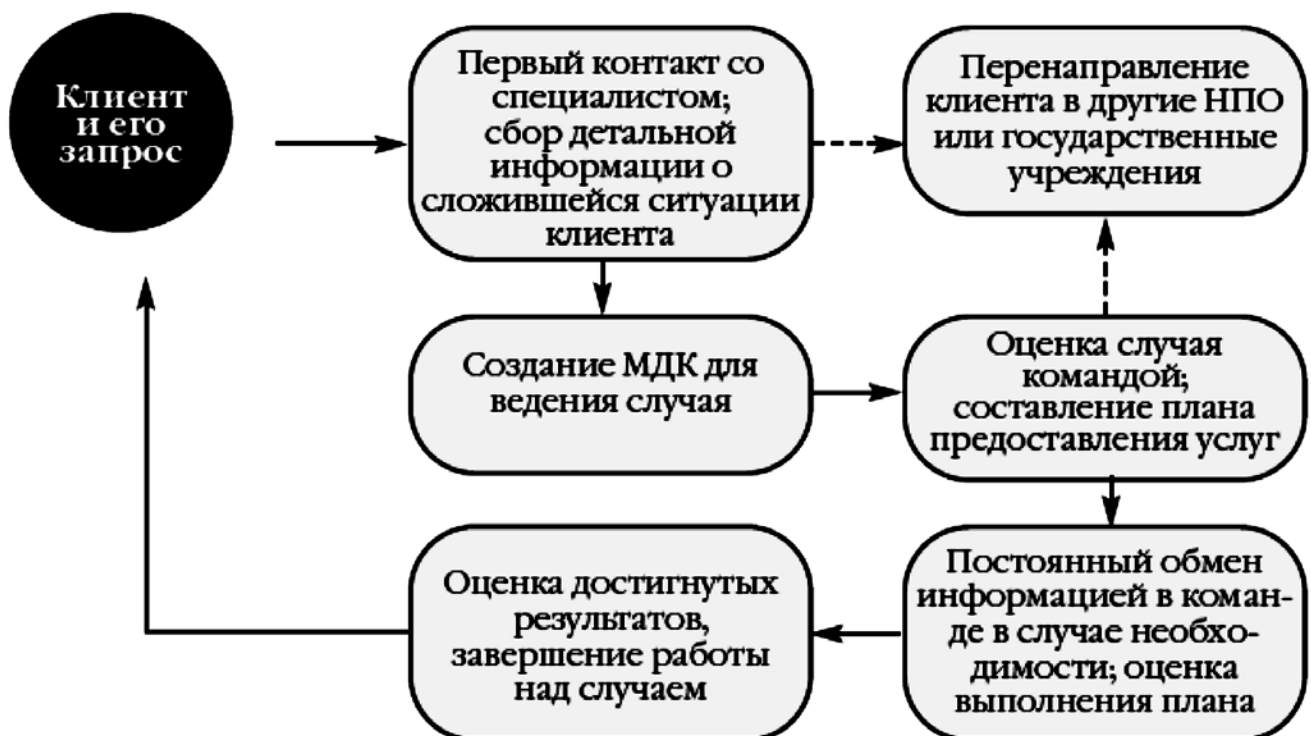 Клиент
и его
запрос
Первый контакт со
специалистом;
сбор детальной
информации о
сложившейся ситуации
клиента
Перенаправление
клиента в другие НПО
или государственные
учреждения
Создание МДК для
ведения случая
Оценка случая
командой;
составление плана
предоставления услуг
Оценка достигнутых
результатов,
завершение работы
над случаем
Постоянный обмен
информацией в коман-
де в случае необхо-
димости; оценка
выполнения плана